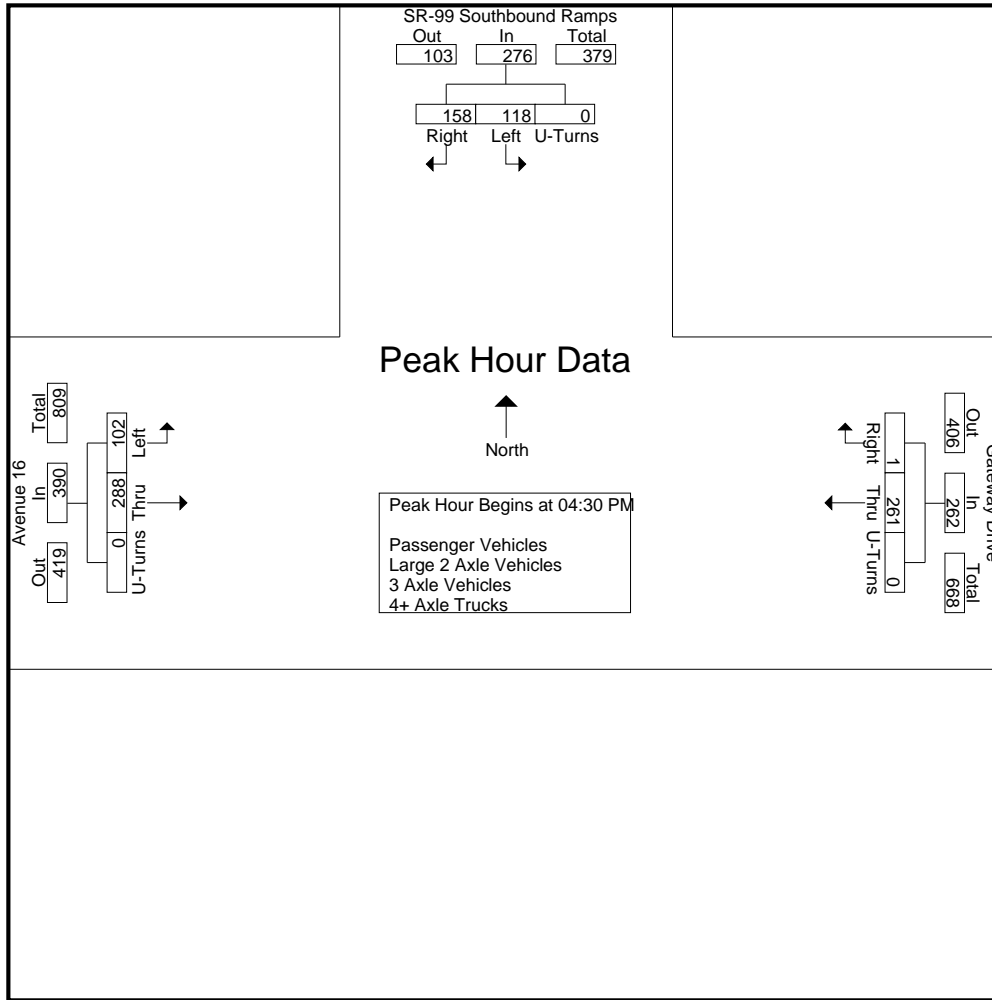 SR-99 Southbound Ramps
Out In Total
103 276 379
158 118 0
Right Left U-Turns
Peak Hour Data
North
Peak Hour Begins at 04:30 PM
Passenger Vehicles
Large 2 Axle Vehicles
3 Axle Vehicles
4+ Axle Trucks
Avenue 16
Out In Total
419 390 809
102 288 0
Left Thru U-Turns
Gateway Drive
Out In Total
406 262 668
1 261 0
Right Thru U-Turns